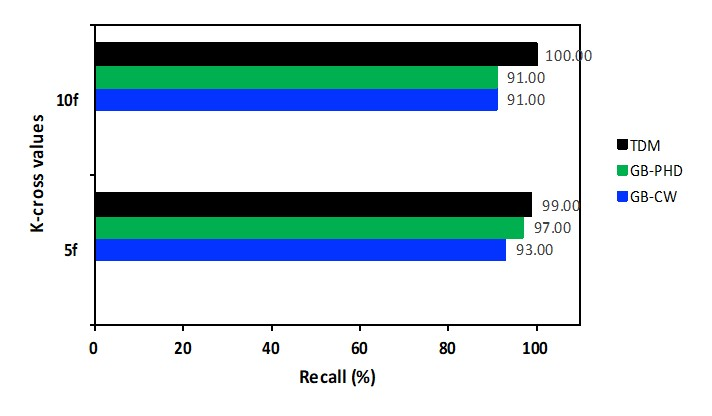 100.00
91.00
10f
91.00
K-cross values
TDM
GB-PHD
GB-CW
99.00
97.00
5f
93.00
0 20 40 60 80 100
Recall (%)